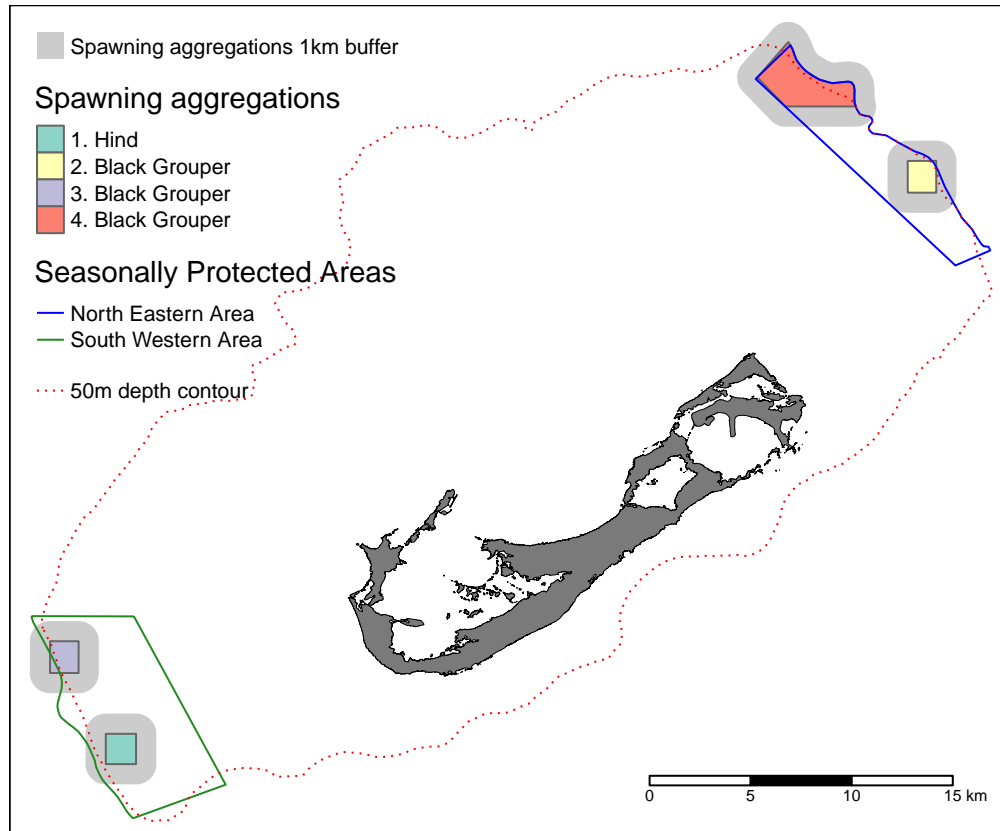 Spawning aggregations 1km buffer
Spawning aggregations
1. Hind
2. Black Grouper
3. Black Grouper
4. Black Grouper
Seasonally Protected Areas
North Eastern Area
South Western Area
50m depth contour
0 5 10 15 km